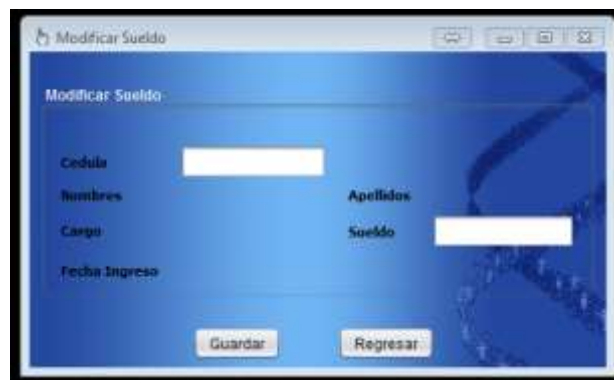 Modificar Sueldo
Modificar Sueldo
Cedula
Nombres Apellidos
Cargo Sueldo
Fecha Ingreso
Guardar Regresar